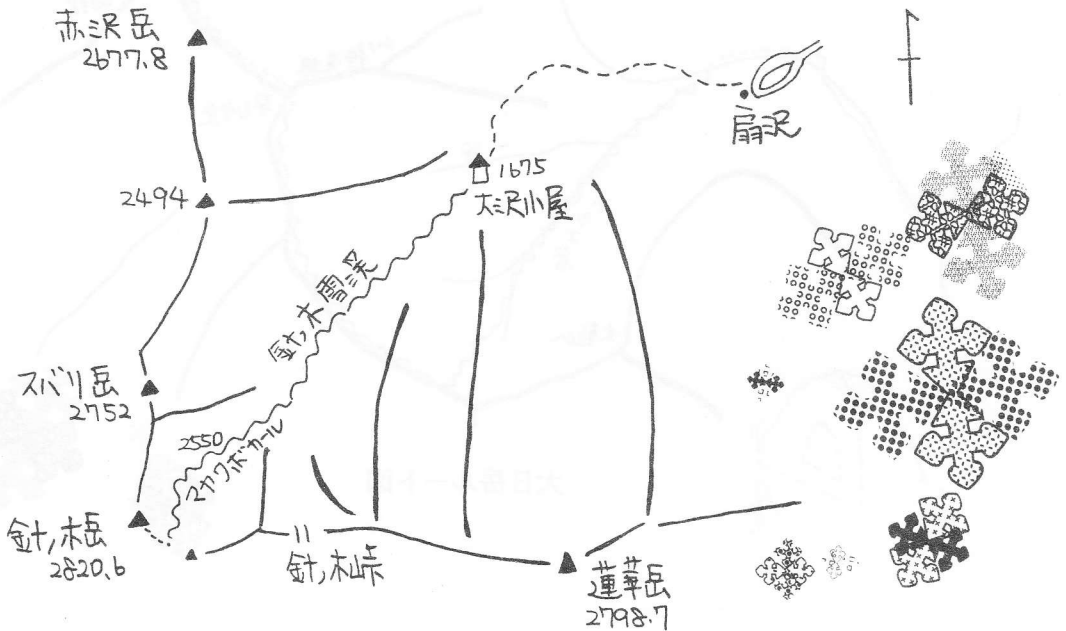 赤沢岳
2677.8
扇沢
2494
1675
大沢小屋
針ノ木雪渓
スバリ岳
2752
2550
マヤクボカール
針ノ木岳
2820.6
針ノ木峠
蓮華岳
2798.7